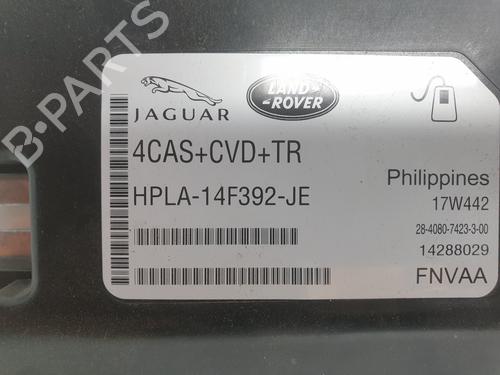 B-PARTS
JAGUAR
LAND-
-ROVER
4CAS+CVD+TR
HPLA-14F392-JE
Philippines
17W442
28-4080-7423-3-00
14288029
FNVAA